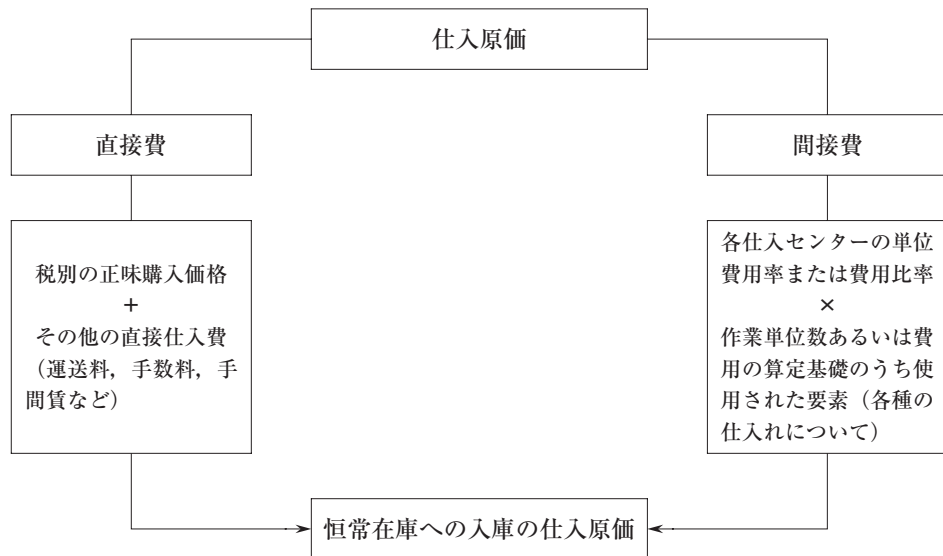 仕入原価
直接費
間接費
税別の正味購入価格
+
その他の直接仕入費
（運送料，手数料，手
間賃など）
各仕入センターの単位
費用率または費用比率
×
作業単位数あるいは費
用の算定基礎のうち使
用された要素（各種の
仕入れについて）
恒常在庫への入庫の仕入原価